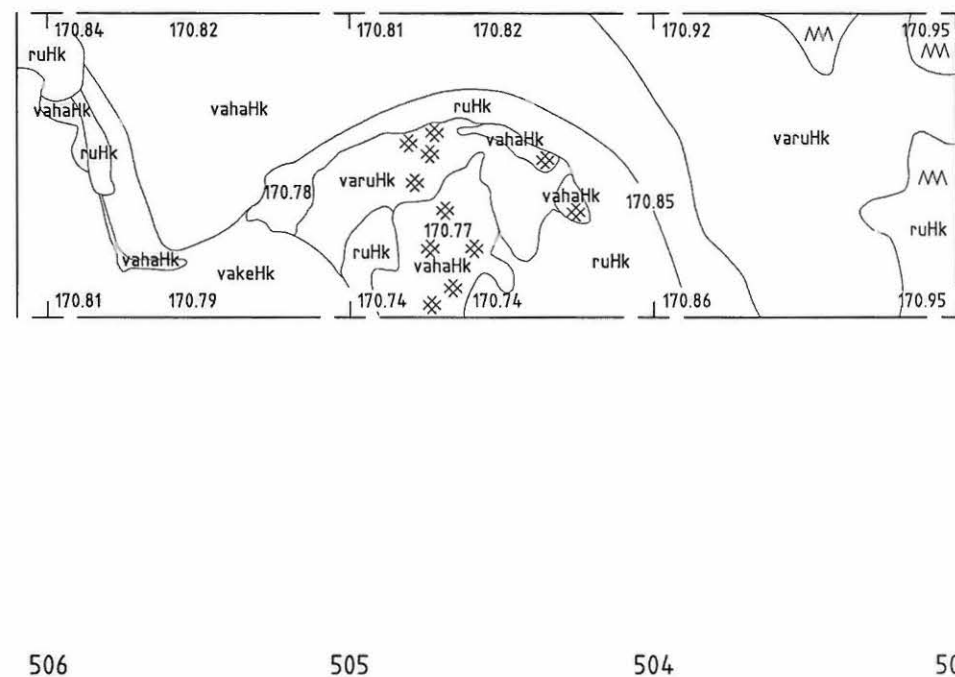 170.84 170.82 170.81 170.82 170.92 170.95
ruHk
vahaHk vahaHk ruHk
vahaHk varuHk
ruHk
170.78 varuHk vahaHk 170.85
170.77 ruHk
ruHk
vahaHk vakeHk vahaHk ruHk
170.81 170.79 170.74 170.74 170.86 170.95
506 505 504